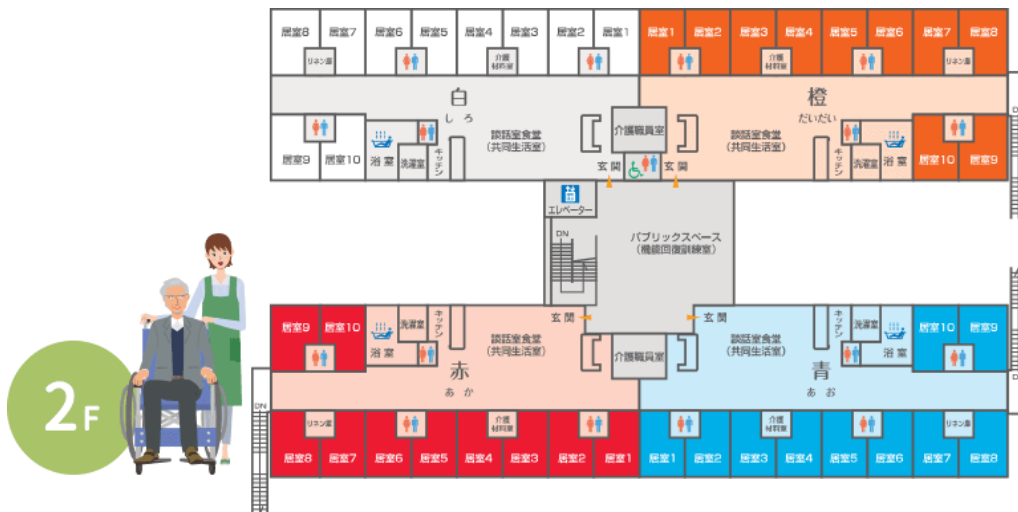 居室8 居室7 居室6 居室5 居室4 居室3 居室2 居室1 居室1 居室2 居室3 居室4 居室5 居室6 居室7 居室8
リネン庫 介護
材料室 介護
材料室 リネン庫
白
しろ
橙
だいだい
介護職員室
談話室食堂
(共同生活室)
談話室食堂
(共同生活室)
居室9 居室10 浴室 洗濯室 キッチン
キッチン 洗濯室 浴室 居室10 居室9
玄関 玄関
エレベーター
DN
パブリックスペース
(機能回復訓練室)
玄関 玄関
居室9 居室10 浴室 洗濯室 キッチン
談話室食堂
(共同生活室)
談話室食堂
(共同生活室)
キッチン 洗濯室 浴室 居室10 居室9
介護職員室
赤
あか
青
あお
2F
DN
リネン庫 介護
材料室 介護
材料室 リネン庫
居室8 居室7 居室6 居室5 居室4 居室3 居室2 居室1 居室1 居室2 居室3 居室4 居室5 居室6 居室7 居室8